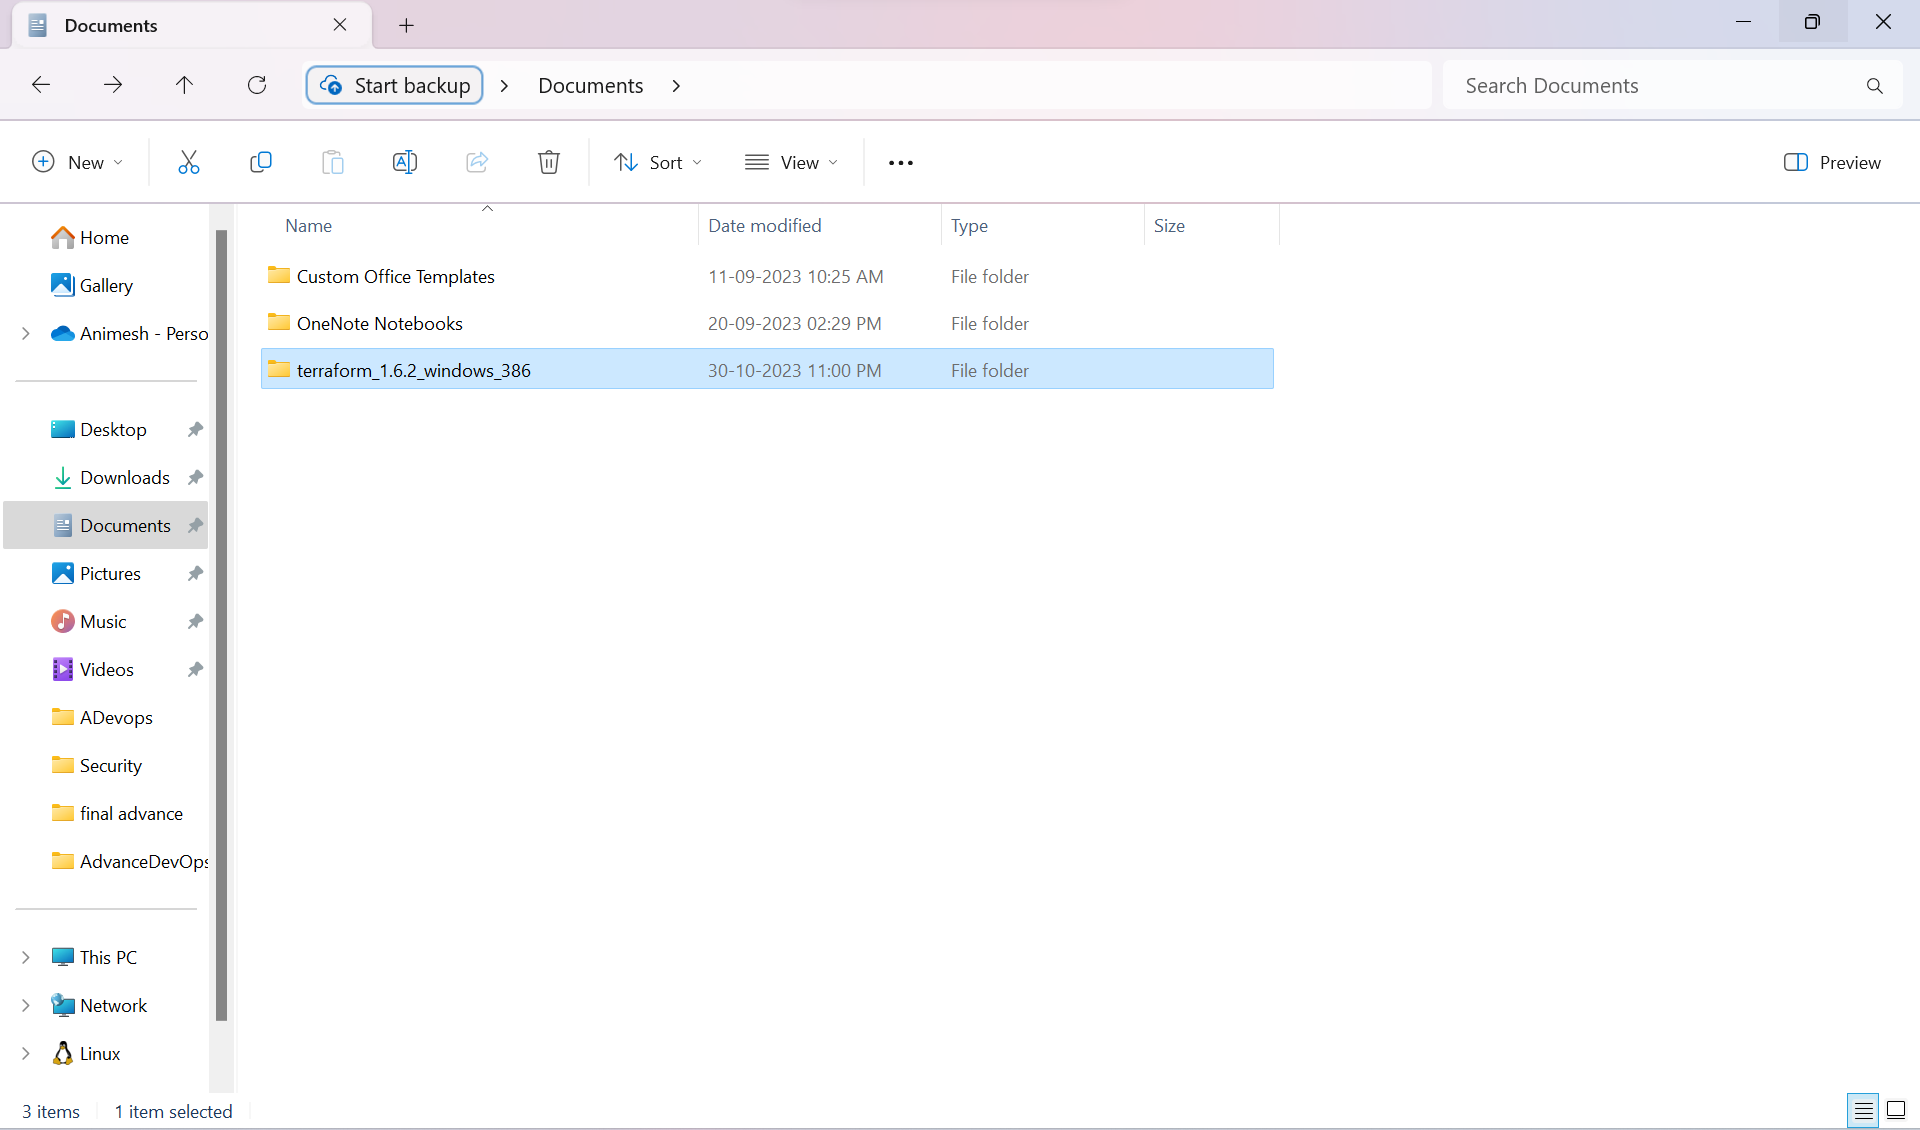 Documents
Start backup
Documents
Search Documents
New
Sort
View
Preview
Name
Date modified
Type
Size
Custom Office Templates 11-09-2023 10:25 AM File folder
OneNote Notebooks 20-09-2023 02:29 PM File folder
terraform_1.6.2_windows_386 30-10-2023 11:00 PM File folder
Home
Gallery
Animesh - Perso
Desktop
Downloads
Documents
Pictures
Music
Videos
ADevops
Security
final advance
AdvanceDevOps
This PC
Network
Linux
3 items
1 item selected